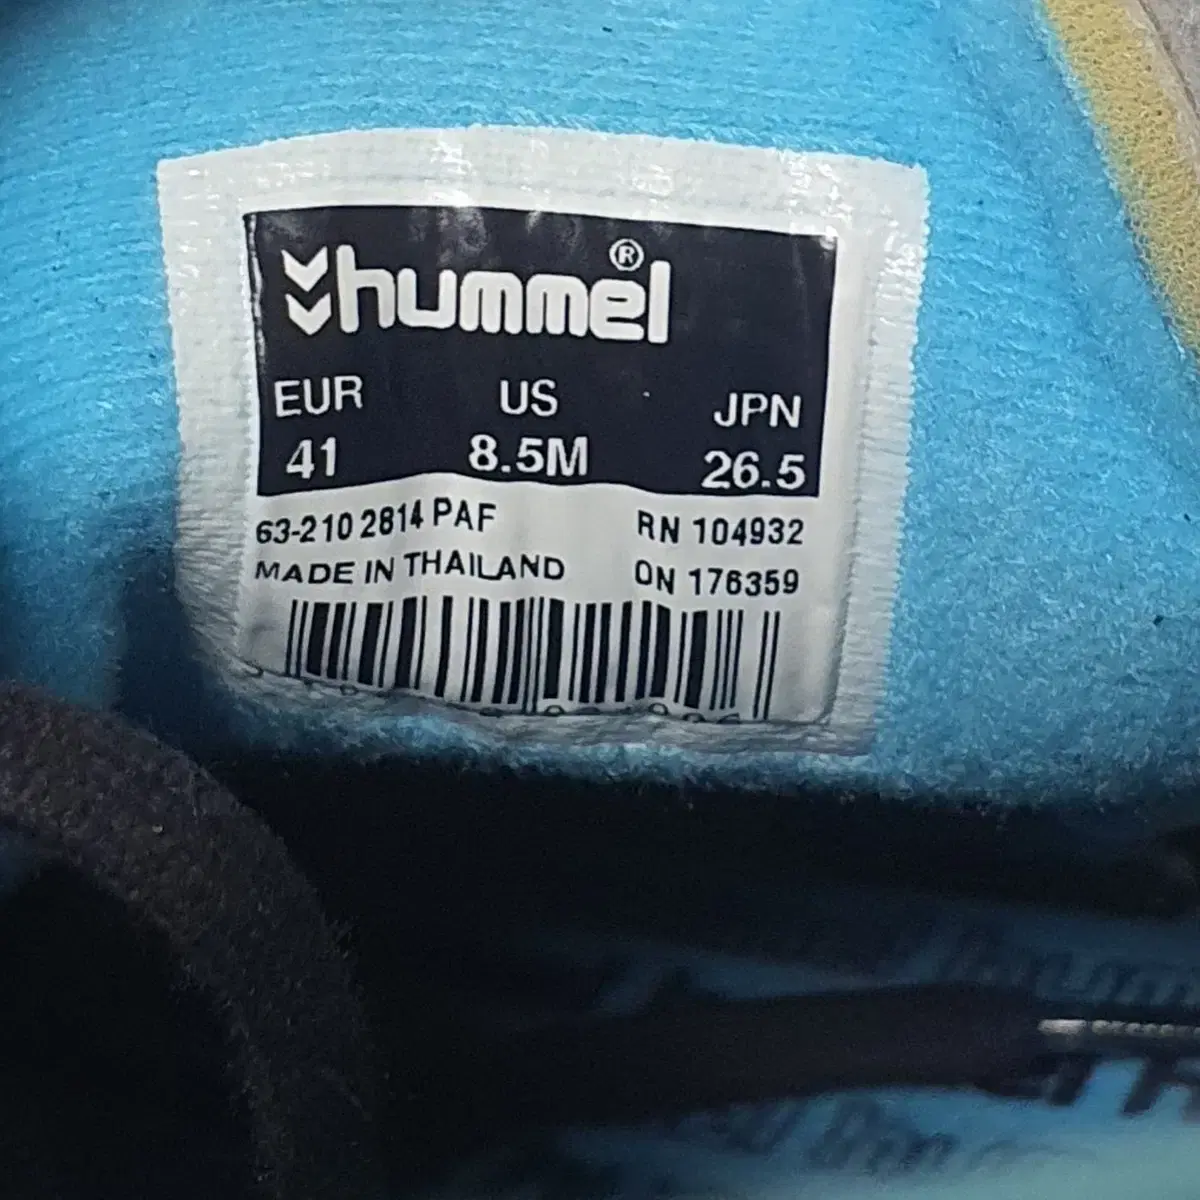 hummel®
EUR US JPN
41 8.5M 26.5
63-210 2814 PAF RN 104932
MADE IN THAILAND ON 176359